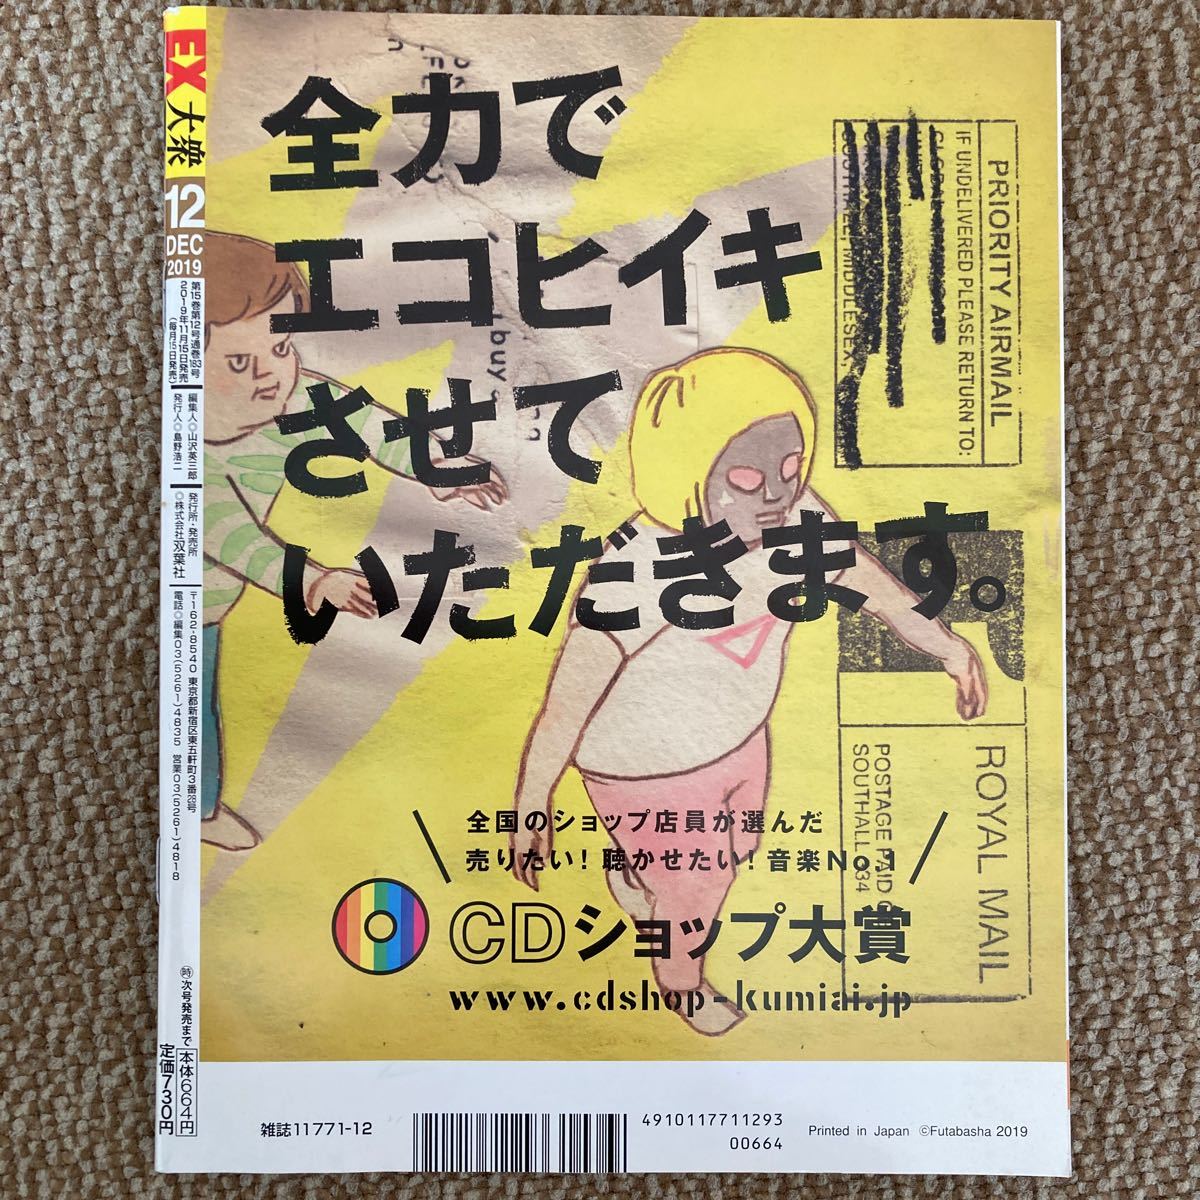 EX大衆
12
DEC
2019
第15巻第12号通巻183号
2019年11月15日発売
(毎月15日発売)
編集人◎山沢英三郎
発行人◎島野浩二
発行所・発売所
◎株式会社双葉社
〒162-8540 東京都新宿区東五軒町3番28号
電話◎編集03(5261)4835 営業03(5261)4818
時 次号発売まで
本体664円
定価730円
全力で
エコヒイキ
させて
いただきます。
buy
PRIORITY AIRMAIL
IF UNDELIVERED PLEASE RETURN TO:
MIDDLESEX,
ROYAL MAIL
POSTAGE PAID
SOUTHALL
34
全国のショップ店員が選んだ
売りたい!聴かせたい!音楽No.1
CDショップ大賞
www.cdshop-kumiai.jp
雑誌11771-12
4910117711293
00664
Printed in Japan ©Futabasha 2019